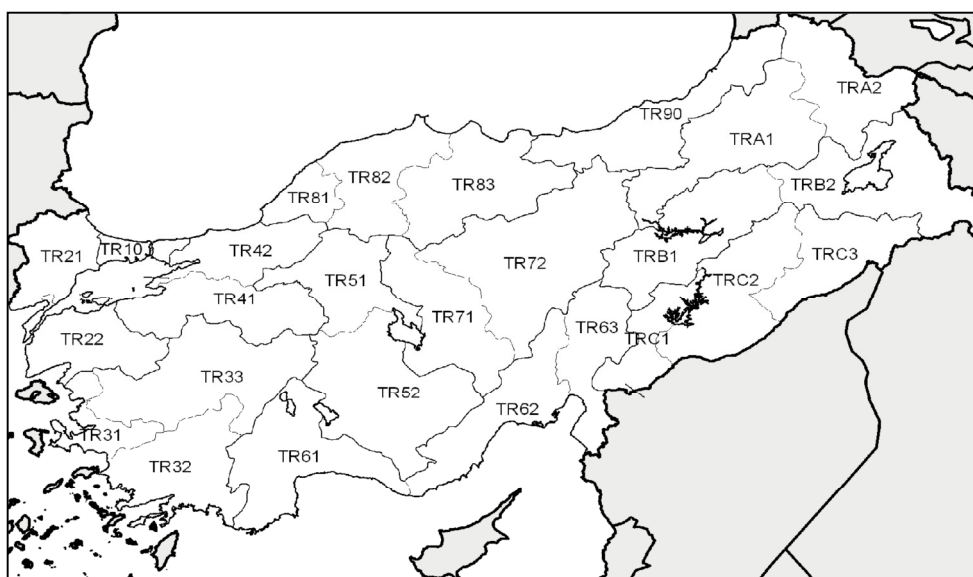 TRA2
TR90
TRA1
TR82
TR83
TR81
TRB2
TR10
TR21
TR42
TRC3
TRB1
TR72
TR51
TRC2
TR41
TR71
TR63
TR22
TRC1
TR33
TR52
TR62
TR31
TR61
TR32